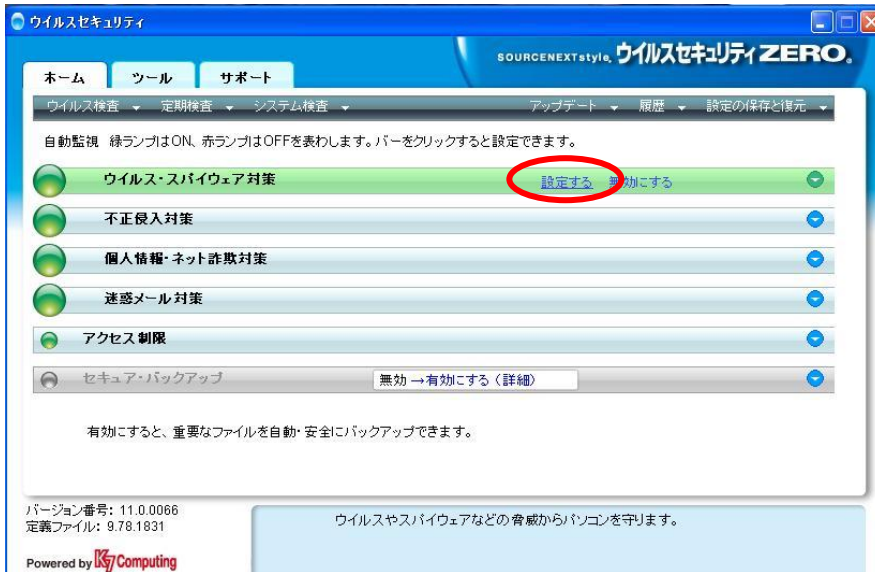 ウイルスセキュリティ
SOURCENEXTstyle. ウイルスセキュリティZERO.
ホーム ツール サポート
ウイルス検査 定期検査 システム検査 アップデート 履歴 設定の保存と復元
自動監視 緑ランプはON、赤ランプはOFFを表わします。バーをクリックすると設定できます。
ウイルス・スパイウェア対策 設定する 無効にする
不正侵入対策
個人情報・ネット詐欺対策
迷惑メール対策
アクセス制限
セキュア・バックアップ 無効→有効にする（詳細）
有効にすると、重要なファイルを自動・安全にバックアップできます。
バージョン番号: 11.0.0066
定義ファイル: 9.78.1831
ウイルスやスパイウェアなどの脅威からパソコンを守ります。
Powered by K7 Computing